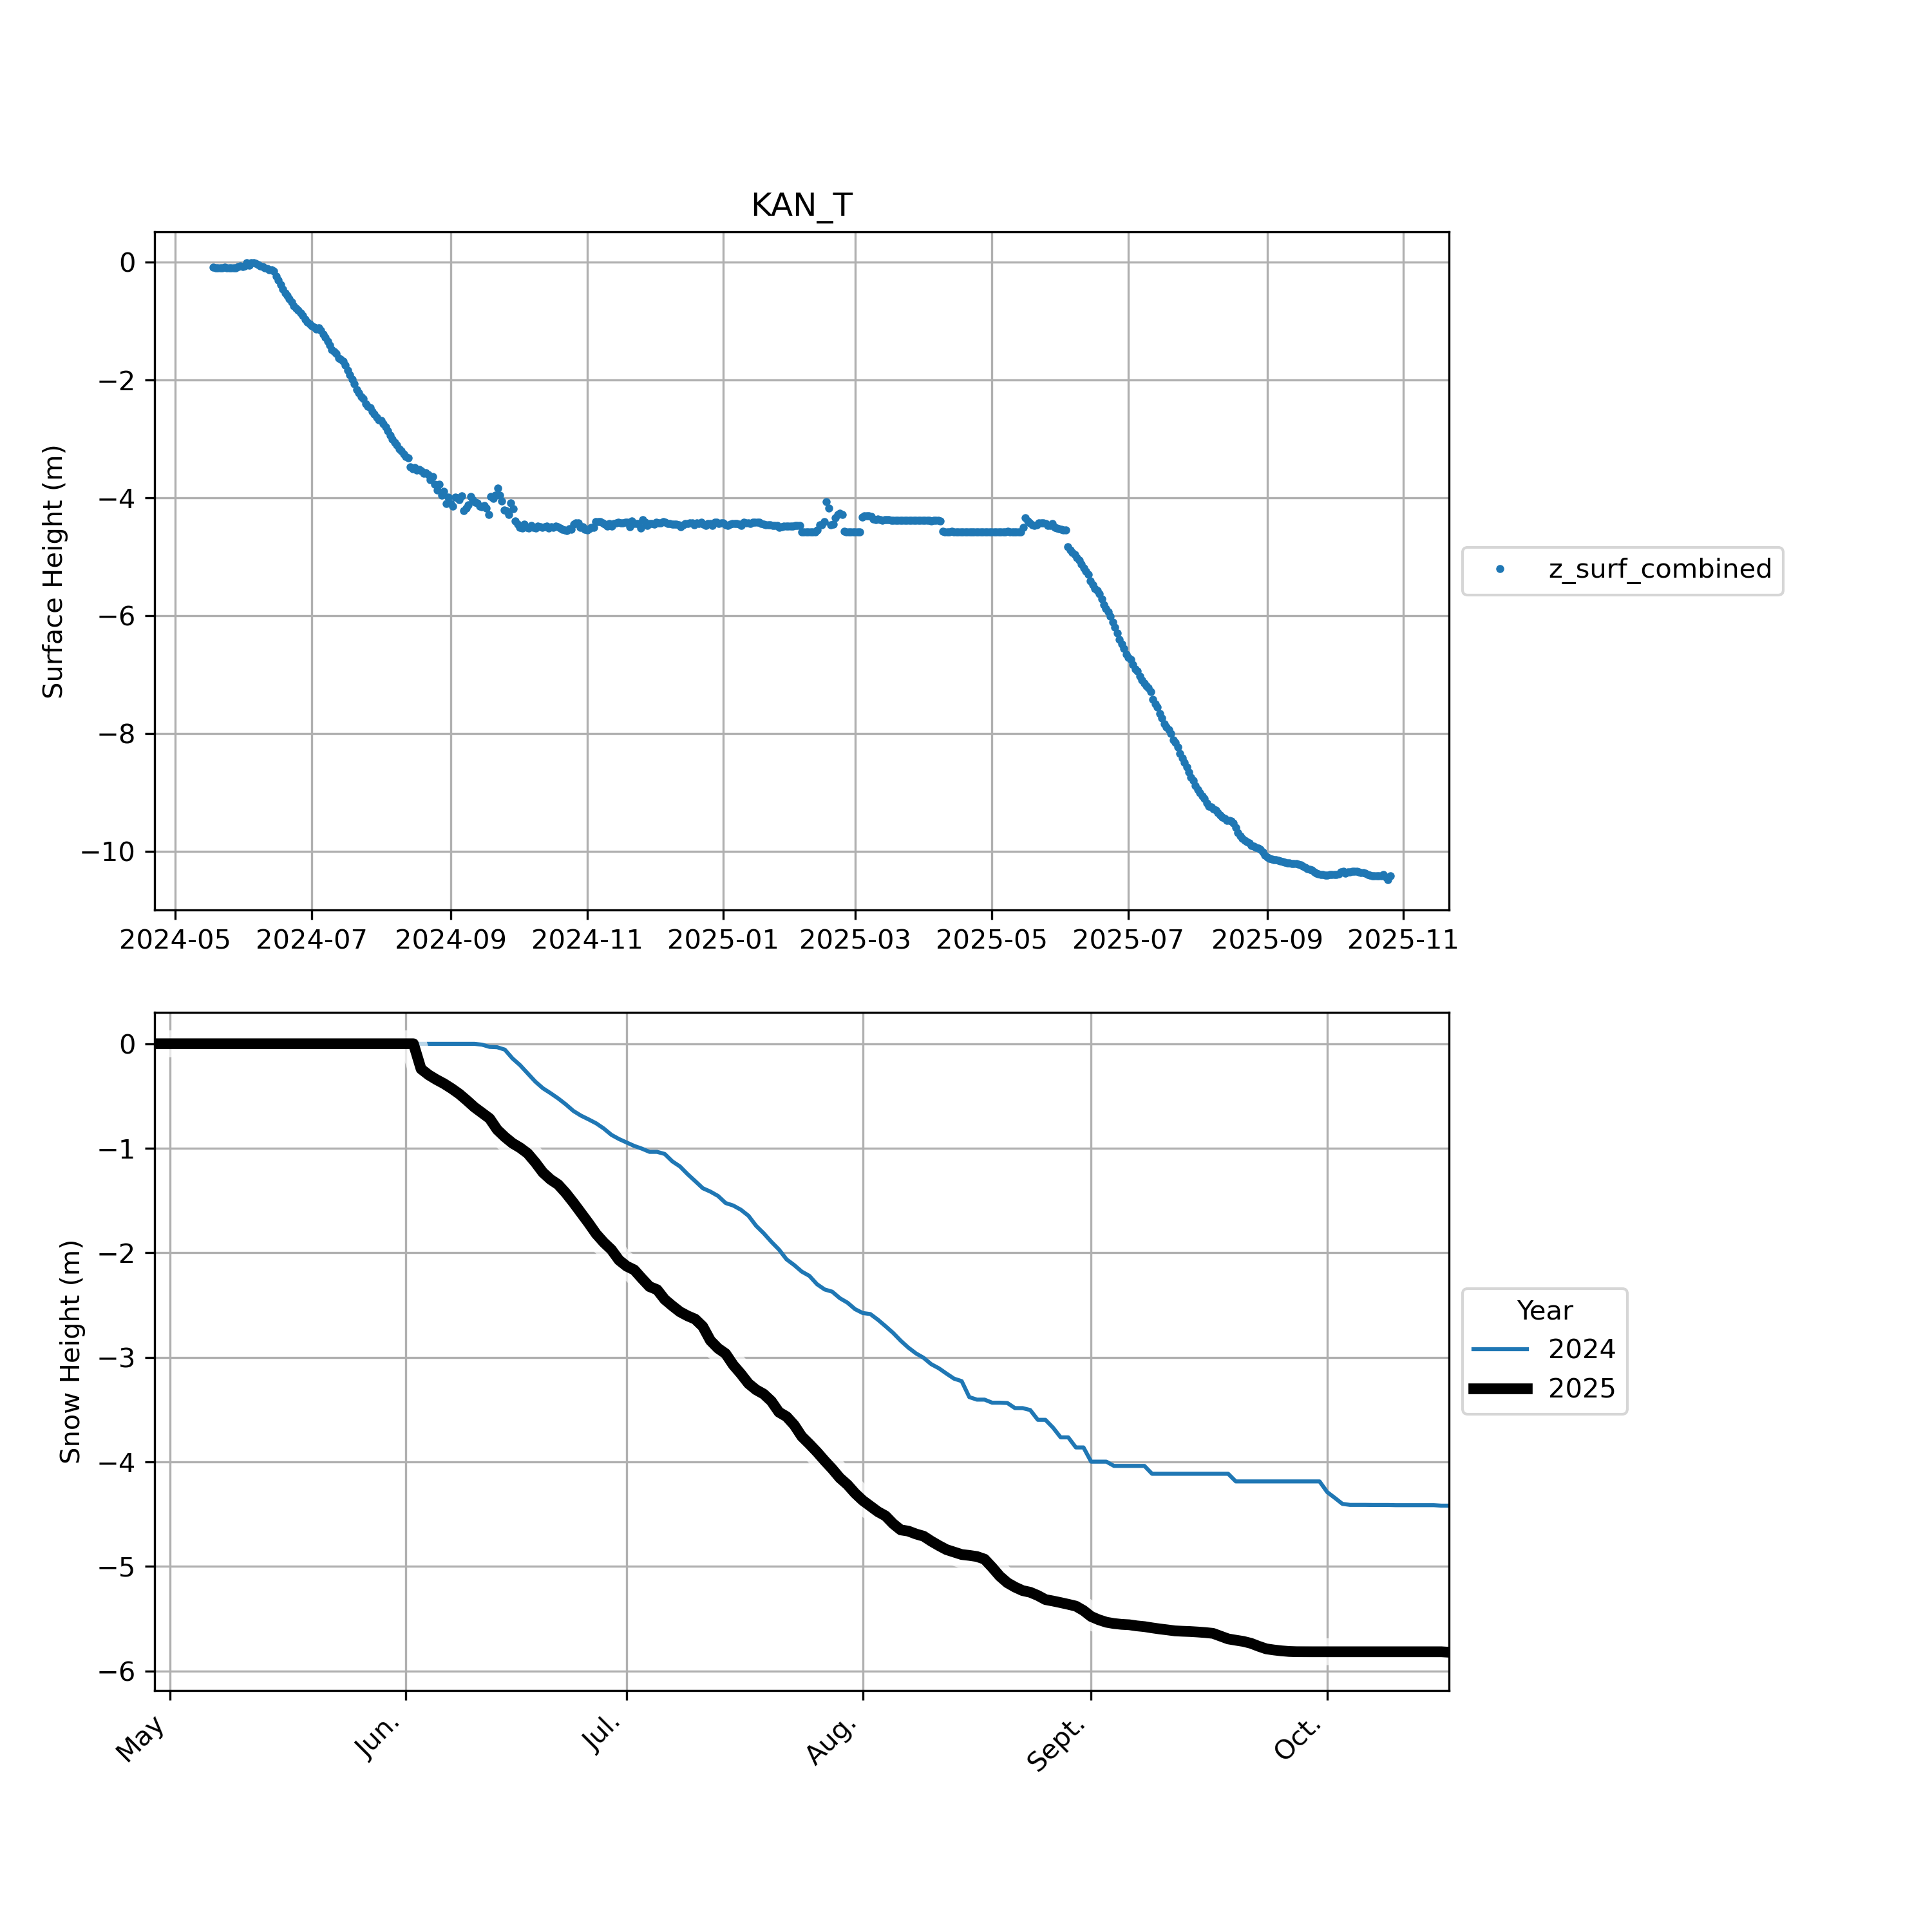 KAN_T
Surface Height (m)
0
−2
−4
−6
−8
−10
2024-05 2024-07 2024-09 2024-11 2025-01 2025-03 2025-05 2025-07 2025-09 2025-11
z_surf_combined
Snow Height (m)
0
−1
−2
−3
−4
−5
−6
May Jun. Jul. Aug. Sept. Oct.
Year
2024
2025